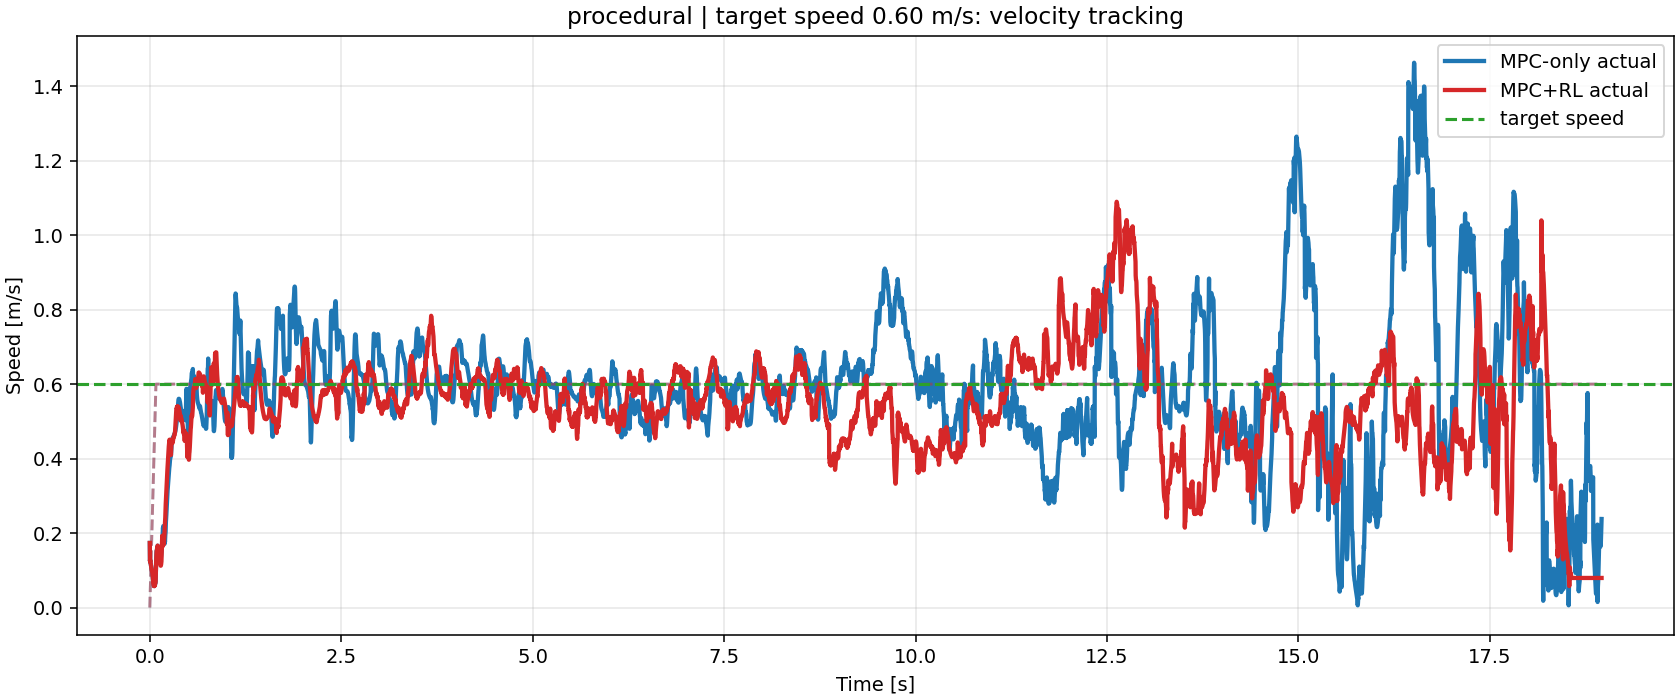 procedural | target speed 0.60 m/s: velocity tracking
MPC-only actual
MPC+RL actual
target speed
Speed [m/s]
1.4
1.2
1.0
0.8
0.6
0.4
0.2
0.0
0.0 2.5 5.0 7.5 10.0 12.5 15.0 17.5
Time [s]